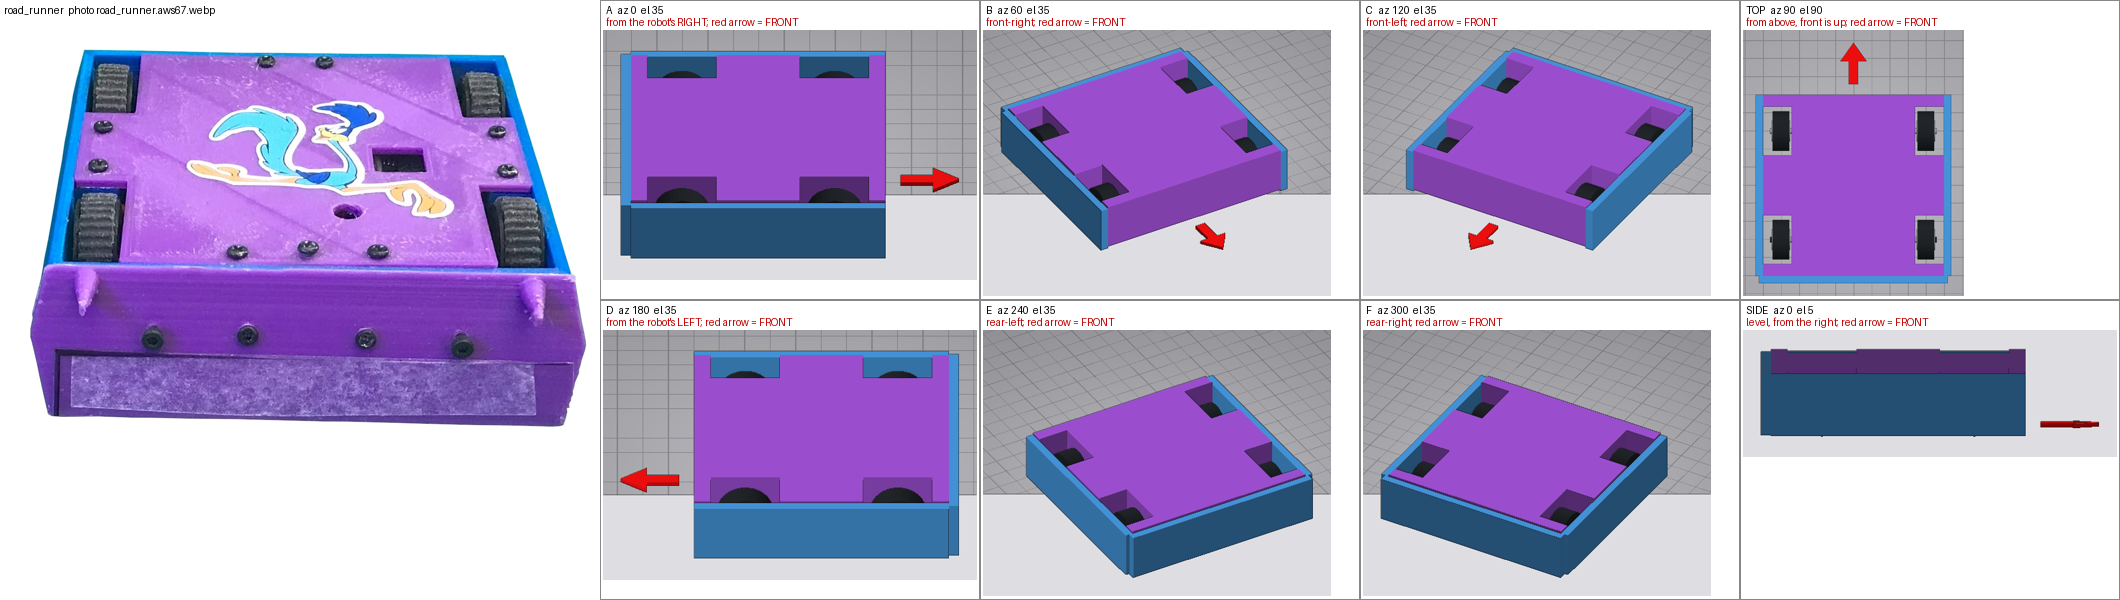 road_runner photo road_runner.aws67.webp
A az 0 el 35
from the robot's RIGHT; red arrow = FRONT
B az 60 el 35
front-right; red arrow = FRONT
C az 120 el 35
front-left; red arrow = FRONT
TOP az 90 el 90
from above, front is up; red arrow = FRONT
D az 180 el 35
from the robot's LEFT; red arrow = FRONT
E az 240 el 35
rear-left; red arrow = FRONT
F az 300 el 35
rear-right; red arrow = FRONT
SIDE az 0 el 5
level, from the right; red arrow = FRONT